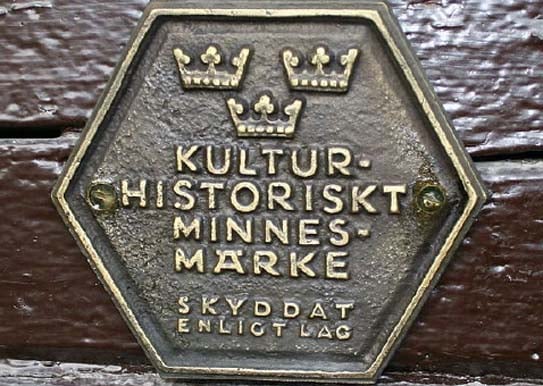 KULTUR-
HISTORISKT
MINNES-
MÄRKE
SKYDDAT
ENLIGT LAG